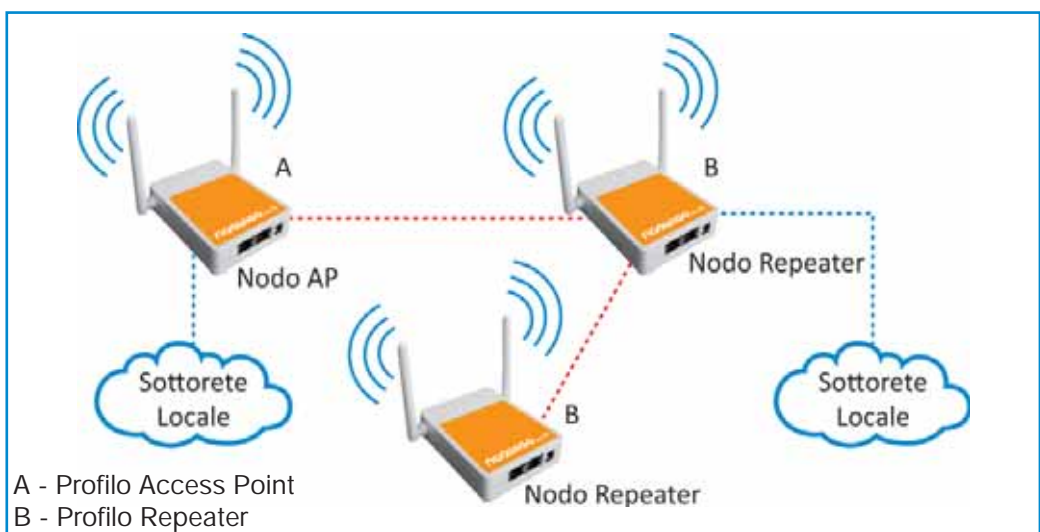 A
B
Nodo AP
Nodo Repeater
Sottorete
Locale
Sottorete
Locale
B
Nodo Repeater
A - Profilo Access Point
B - Profilo Repeater